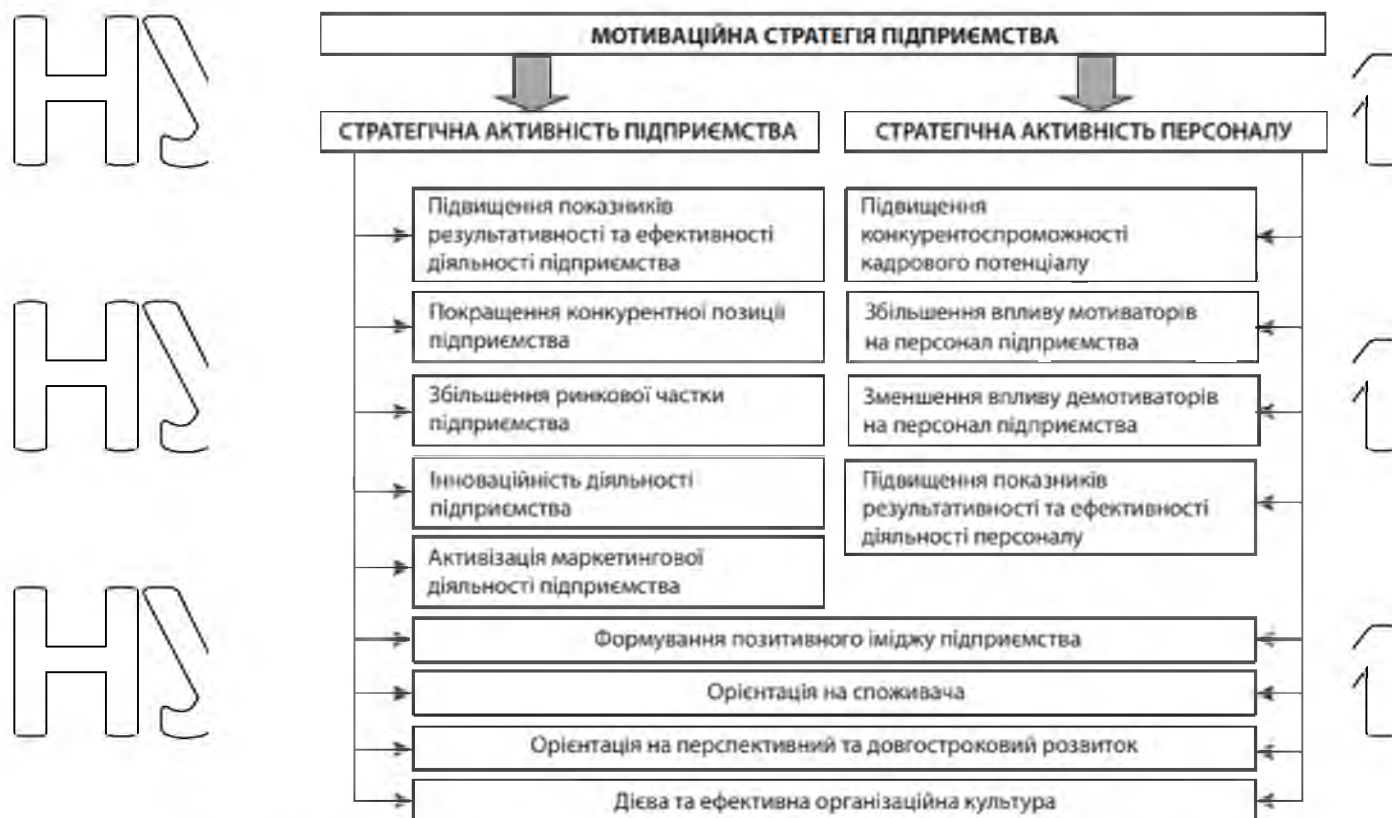 МОТИВАЦІЙНА СТРАТЕГІЯ ПІДПРИЄМСТВА
СТРАТЕГІЧНА АКТИВНІСТЬ ПІДПРИЄМСТВА
Підвищення показників
результативності та ефективності
діяльності підприємства
Покращення конкурентної позиції
підприємства
Збільшення ринкової частки
підприємства
Інноваційність діяльності
підприємства
Активізація маркетингової
діяльності підприємства
СТРАТЕГІЧНА АКТИВНІСТЬ ПЕРСОНАЛУ
Підвищення
конкурентоспроможності
кадрового потенціалу
Збільшення впливу мотиваторів
на персонал підприємства
Зменшення впливу демотиваторів
на персонал підприємства
Підвищення показників
результативності та ефективності
діяльності персоналу
Формування позитивного іміджу підприємства
Орієнтація на споживача
Орієнтація на перспективний та довгостроковий розвиток
Дієва та ефективна організаційна культура